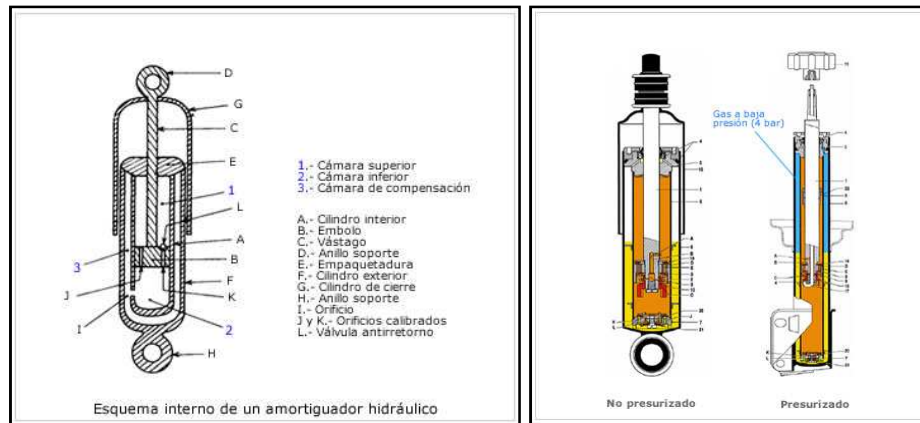 D
G
C
E
1
L
A
B
3
F
J
K
I
2
H
1.- Cámara superior
2.- Cámara inferior
3.- Cámara de compensación
A.- Cilindro interior
B.- Embolo
C.- Vástago
D.- Anillo soporte
E.- Empaquetadura
F.- Cilindro exterior
G.- Cilindro de cierre
H.- Anillo soporte
I.- Orificio
J y K.- Orificios calibrados
L.- Válvula antirretorno
Esquema interno de un amortiguador hidráulico
Gas a baja
presión (4 bar)
No presurizado
Presurizado